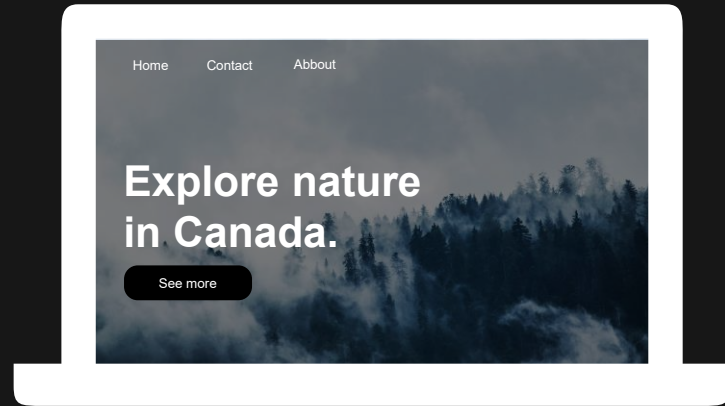 Home Contact Abbout
Explore nature
in Canada.
See more